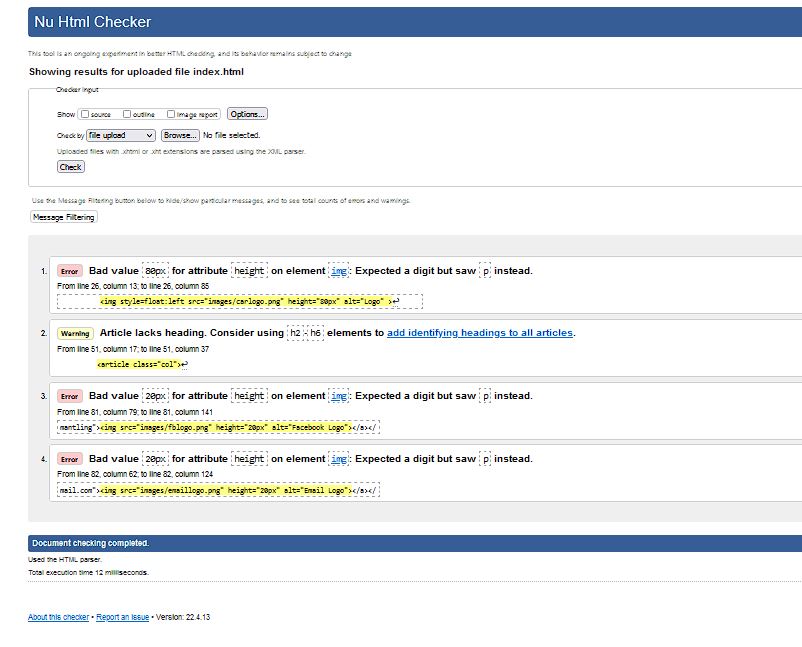 Nu Html Checker
This tool is an ongoing experiment in better HTML checking, and its behavior remains subject to change
Showing results for uploaded file index.html
Checker Input
Show source outline image report Options...
Check by file upload Browse... No file selected.
Uploaded files with .xhtml or .xht extensions are parsed using the XML parser.
Check
Use the Message Filtering button below to hide/show particular messages, and to see total counts of errors and warnings.
Message Filtering
1. Error Bad value 80px for attribute height on element img: Expected a digit but saw p instead.
From line 26, column 13; to line 26, column 85
<img style=float:left src="images/carlogo.png" height="80px" alt="Logo" >↩
2. Warning Article lacks heading. Consider using h2-h6 elements to add identifying headings to all articles.
From line 51, column 17; to line 51, column 37
<article class="col">↩
3. Error Bad value 20px for attribute height on element img: Expected a digit but saw p instead.
From line 81, column 79; to line 81, column 141
mantling"><img src="images/fblogo.png" height="20px" alt="Facebook Logo"></a></
4. Error Bad value 20px for attribute height on element img: Expected a digit but saw p instead.
From line 82, column 62; to line 82, column 124
mail.com"><img src="images/emaillogo.png" height="20px" alt="Email Logo"></a></
Document checking completed.
Used the HTML parser.
Total execution time 12 milliseconds.
About this checker • Report an issue • Version: 22.4.13